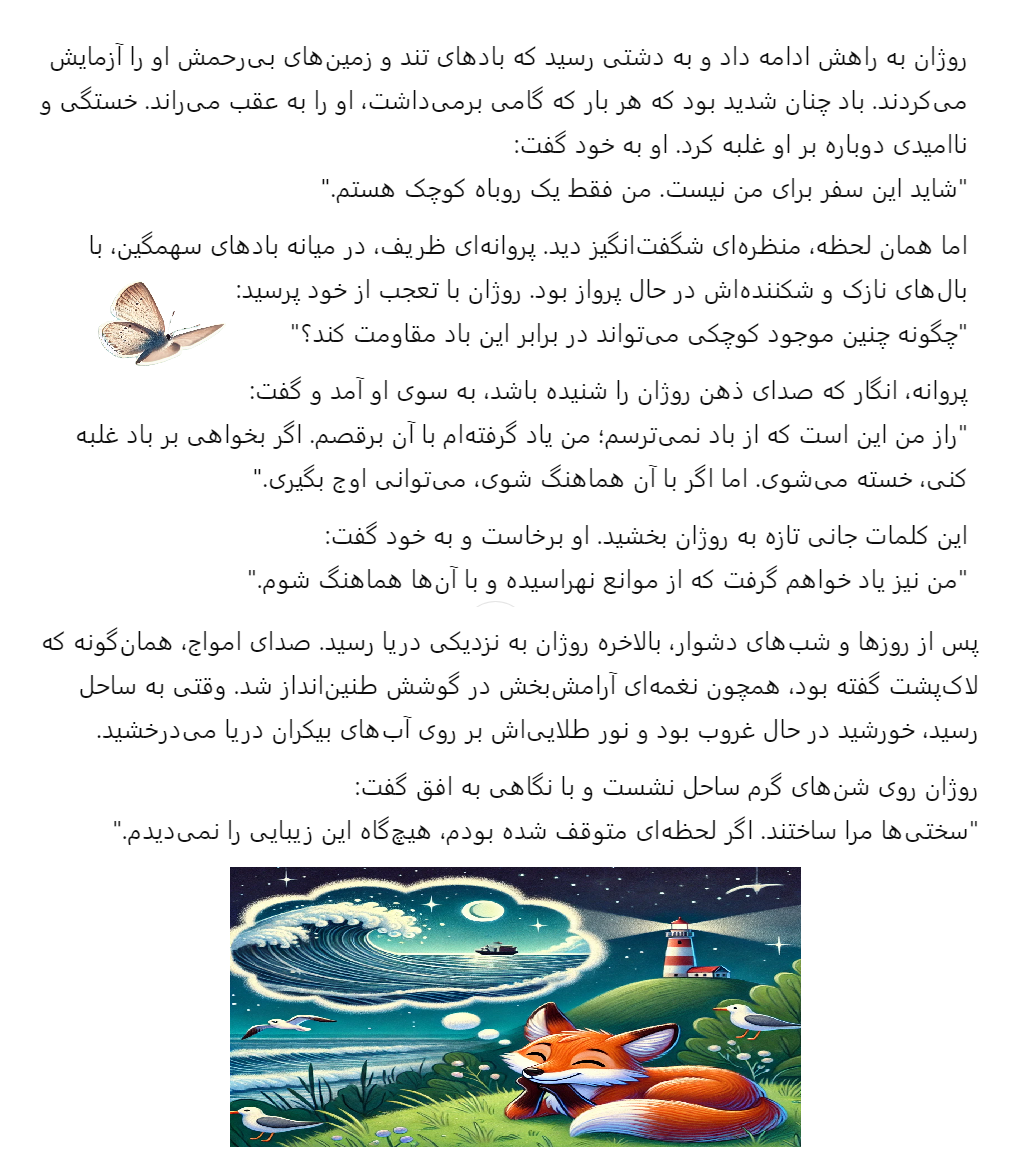 روژان به راهش ادامه داد و به دشتی رسید که بادهای تند و زمین‌های بی‌رحمش او را آزمایش
می‌کردند. باد چنان شدید بود که هر بار که گامی برمی‌داشت، او را به عقب می‌راند. خستگی و
ناامیدی دوباره بر او غلبه کرد. او به خود گفت:
"شاید این سفر برای من نیست. من فقط یک روباه کوچک هستم."
اما همان لحظه، منظره‌ای شگفت‌انگیز دید. پروانه‌ای ظریف، در میانه بادهای سهمگین، با
بال‌های نازک و شکننده‌اش در حال پرواز بود. روژان با تعجب از خود پرسید:
"چگونه چنین موجود کوچکی می‌تواند در برابر این باد مقاومت کند؟"
پروانه، انگار که صدای ذهن روژان را شنیده باشد، به سوی او آمد و گفت:
"راز من این است که از باد نمی‌ترسم؛ من یاد گرفته‌ام با آن برقصم. اگر بخواهی بر باد غلبه
کنی، خسته می‌شوی. اما اگر با آن هماهنگ شوی، می‌توانی اوج بگیری."
این کلمات جانی تازه به روژان بخشید. او برخاست و به خود گفت:
"من نیز یاد خواهم گرفت که از موانع نهراسیده و با آن‌ها هماهنگ شوم."
پس از روزها و شب‌های دشوار، بالاخره روژان به نزدیکی دریا رسید. صدای امواج، همان‌گونه که
لاک‌پشت گفته بود، همچون نغمه‌ای آرامش‌بخش در گوشش طنین‌انداز شد. وقتی به ساحل
رسید، خورشید در حال غروب بود و نور طلایی‌اش بر روی آب‌های بیکران دریا می‌درخشید.
روژان روی شن‌های گرم ساحل نشست و با نگاهی به افق گفت:
"سختی‌ها مرا ساختند. اگر لحظه‌ای متوقف شده بودم، هیچ‌گاه این زیبایی را نمی‌دیدم."